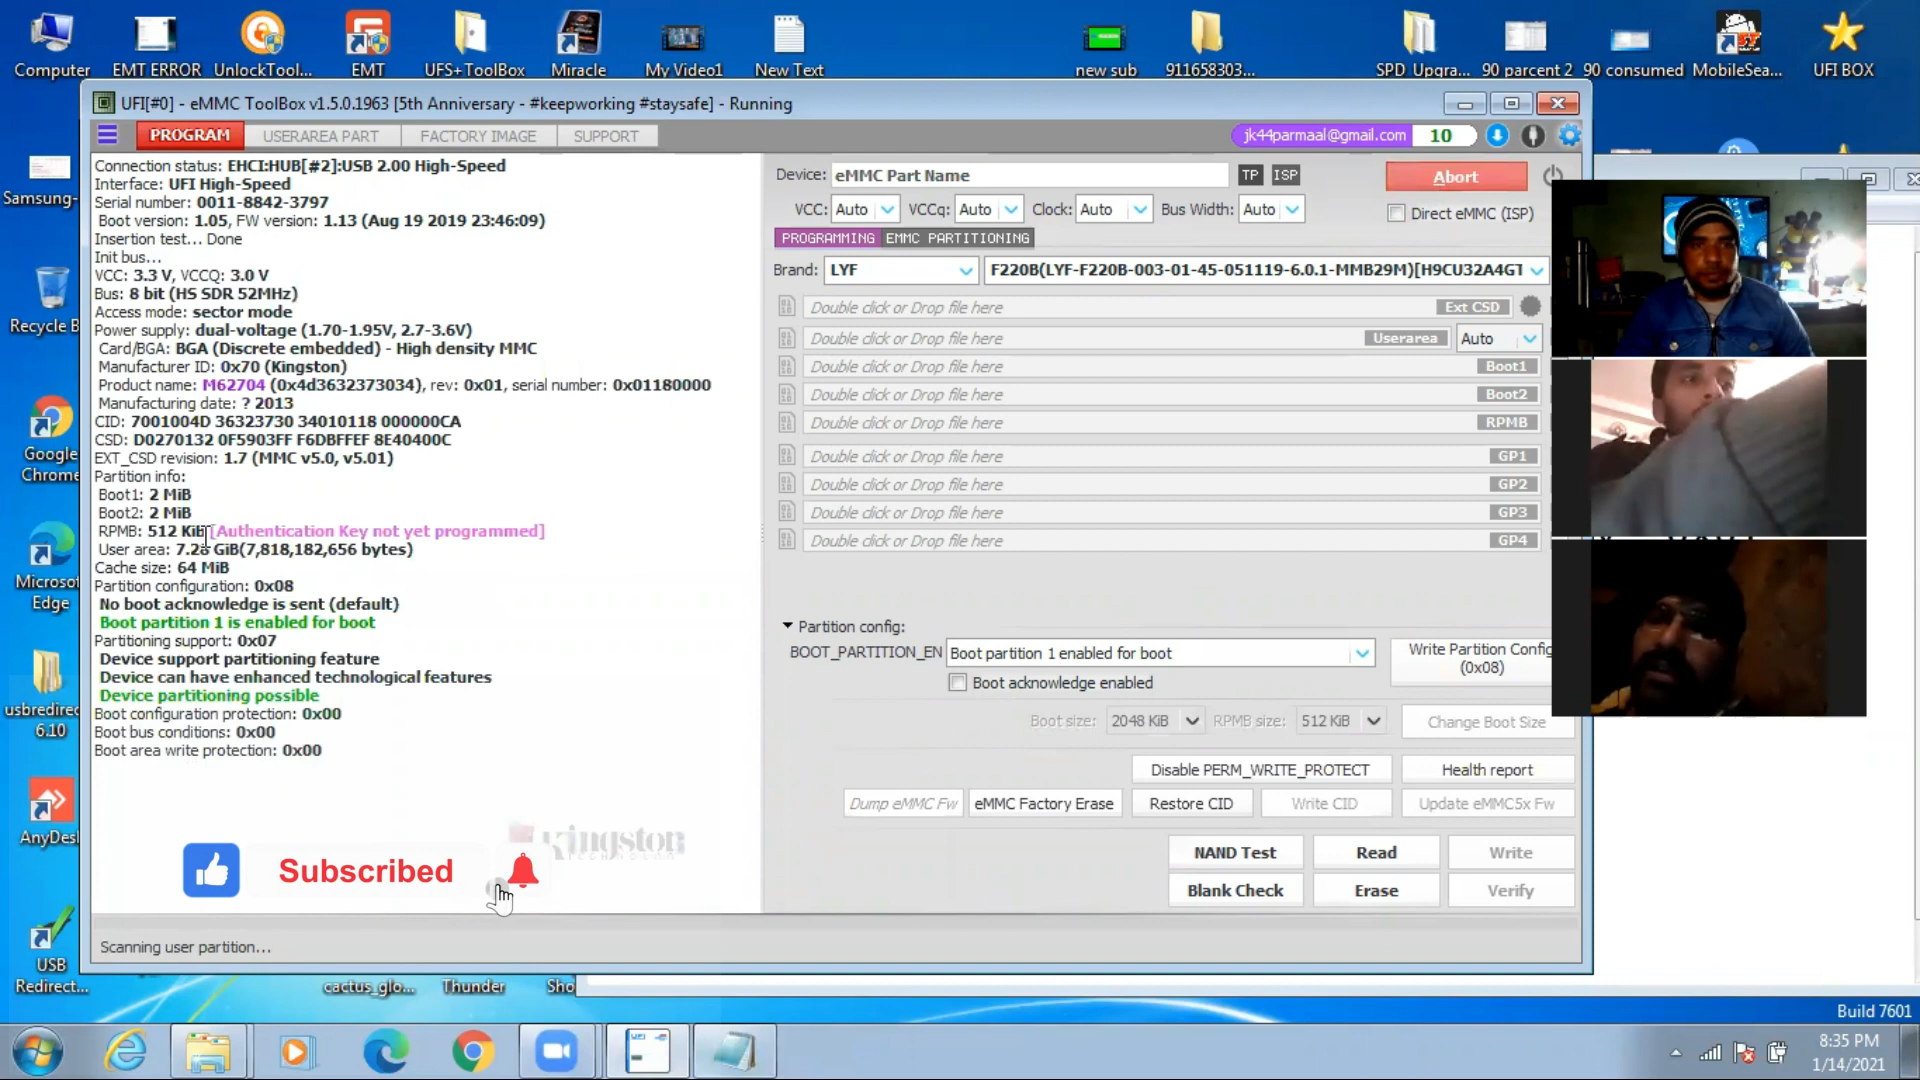 Computer
EMT ERROR
UnlockTool...
EMT
UFS+ToolBox
Miracle
My Video1
New Text
new sub
911658303...
SPD_Upgra...
90 parcent 2
90 consumed
MobileSea...
UFI BOX
UFI[#0] - eMMC ToolBox v1.5.0.1963 [5th Anniversary - #keepworking #staysafe] - Running
PROGRAM
USERAREA PART
FACTORY IMAGE
SUPPORT
jk44parmaal@gmail.com
10
Connection status: EHCI:HUB[#2]:USB 2.00 High-Speed
Interface: UFI High-Speed
Serial number: 0011-8842-3797
Boot version: 1.05, FW version: 1.13 (Aug 19 2019 23:46:09)
Insertion test... Done
Init bus...
VCC: 3.3 V, VCCQ: 3.0 V
Bus: 8 bit (HS SDR 52MHz)
Access mode: sector mode
Power supply: dual-voltage (1.70-1.95V, 2.7-3.6V)
Card/BGA: BGA (Discrete embedded) - High density MMC
Manufacturer ID: 0x70 (Kingston)
Product name: M62704 (0x4d3632373034), rev: 0x01, serial number: 0x01180000
Manufacturing date: ? 2013
CID: 7001004D 36323730 34010118 000000CA
CSD: D0270132 0F5903FF F6DBFFEF 8E40400C
EXT_CSD revision: 1.7 (MMC v5.0, v5.01)
Partition info:
Boot1: 2 MiB
Boot2: 2 MiB
RPMB: 512 KiB [Authentication Key not yet programmed]
User area: 7.28 GiB(7,818,182,656 bytes)
Cache size: 64 MiB
Partition configuration: 0x08
No boot acknowledge is sent (default)
Boot partition 1 is enabled for boot
Partitioning support: 0x07
Device support partitioning feature
Device can have enhanced technological features
Device partitioning possible
Boot configuration protection: 0x00
Boot bus conditions: 0x00
Boot area write protection: 0x00
Kingston
TECHNOLOGY
Subscribed
Scanning user partition...
Device: eMMC Part Name
TP ISP
Abort
VCC: Auto
VCCq: Auto
Clock: Auto
Bus Width: Auto
Direct eMMC (ISP)
PROGRAMMING
EMMC PARTITIONING
Brand: LYF
F220B(LYF-F220B-003-01-45-051119-6.0.1-MMB29M)[H9CU32A4GT
Double click or Drop file here Ext CSD
Double click or Drop file here Userarea Auto
Double click or Drop file here Boot1
Double click or Drop file here Boot2
Double click or Drop file here RPMB
Double click or Drop file here GP1
Double click or Drop file here GP2
Double click or Drop file here GP3
Double click or Drop file here GP4
Partition config:
BOOT_PARTITION_EN Boot partition 1 enabled for boot
Write Partition Config
(0x08)
Boot acknowledge enabled
Boot size: 2048 KiB
RPMB size: 512 KiB
Change Boot Size
Disable PERM_WRITE_PROTECT
Health report
Dump eMMC Fw
eMMC Factory Erase
Restore CID
Write CID
Update eMMC5x Fw
NAND Test
Read
Write
Blank Check
Erase
Verify
Samsung-
Recycle B
Google
Chrome
Microsof
Edge
usbredirec
6.10
AnyDes
USB
Redirect...
cactus_glo...
Thunder
Sho
Build 7601
8:35 PM
1/14/2021